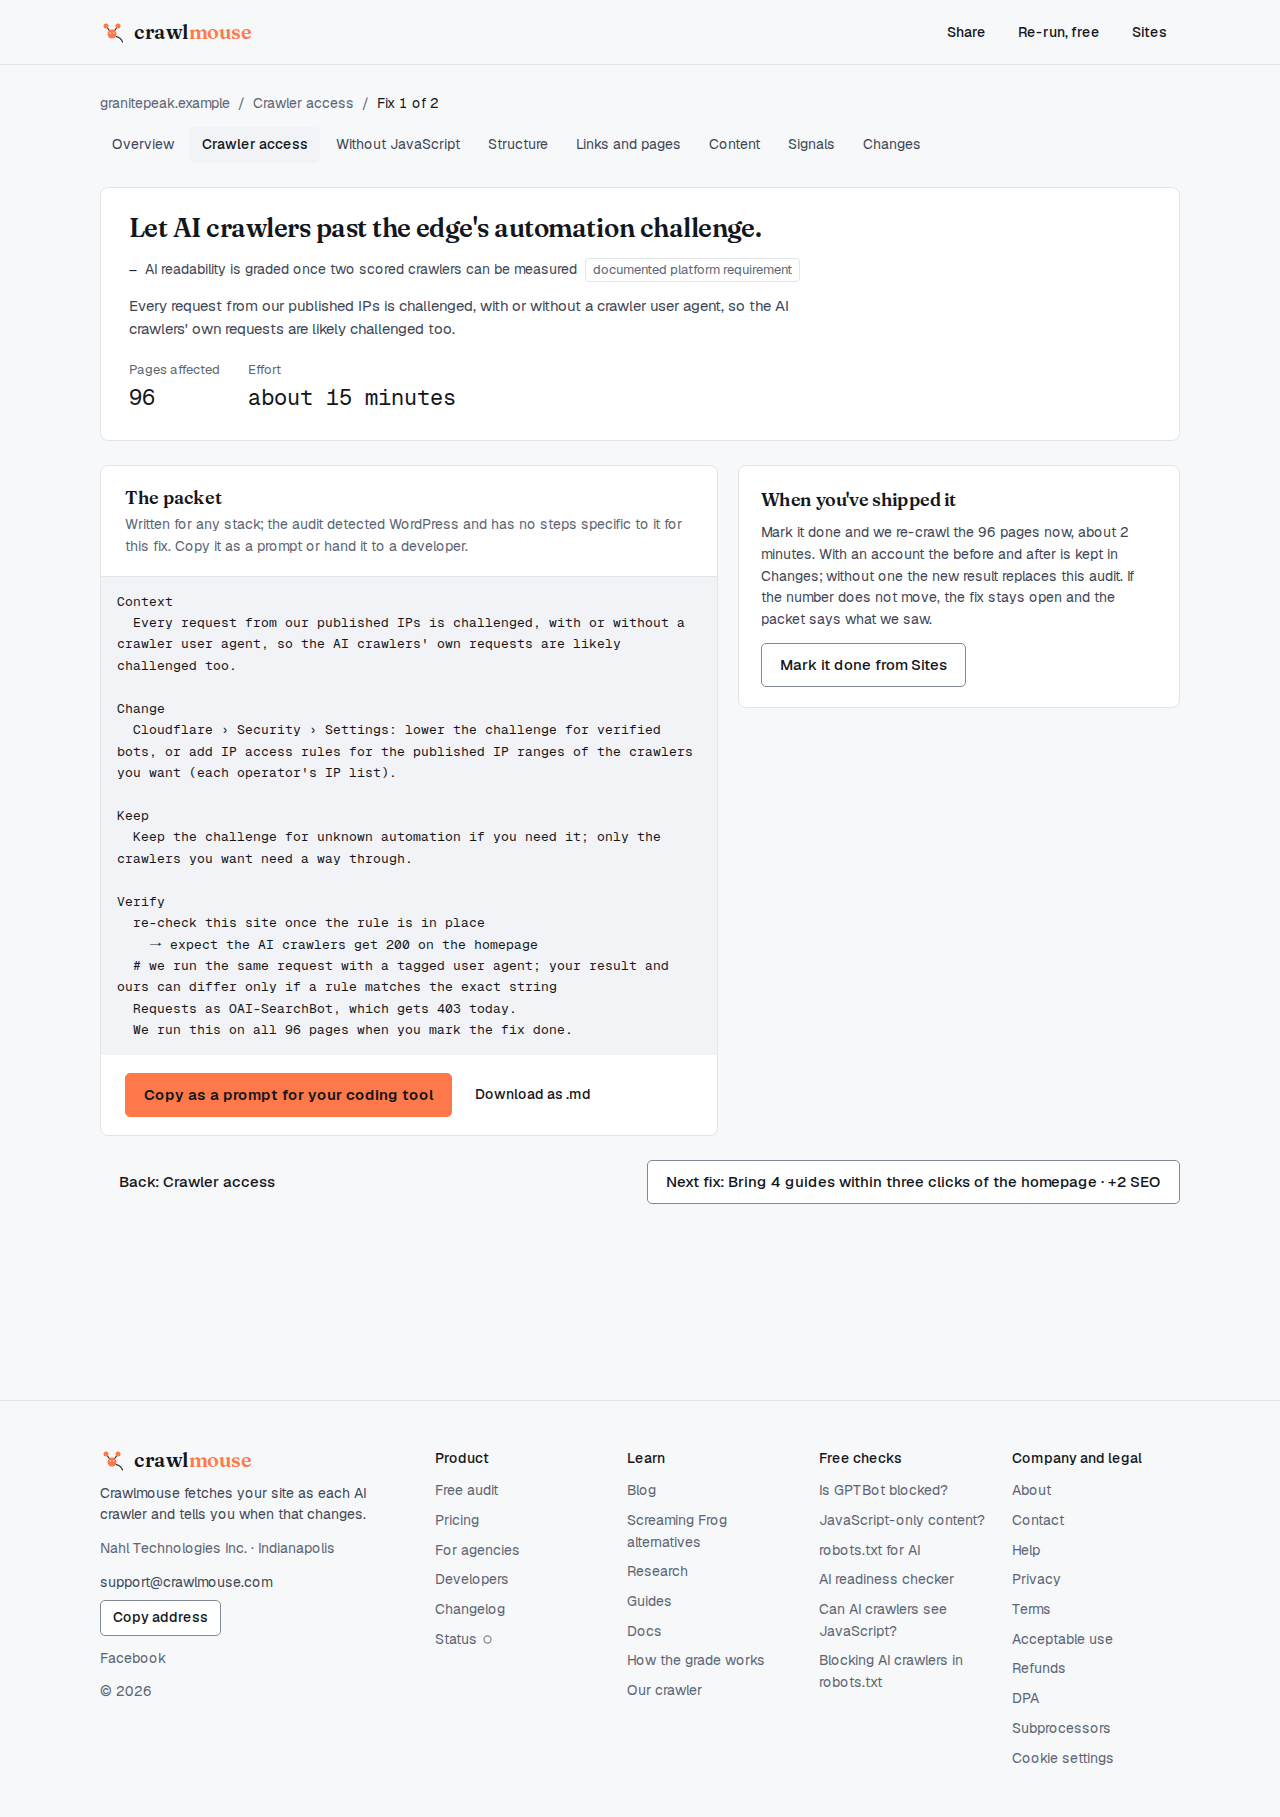 crawlmouse
Share Re-run, free Sites
granitepeak.example / Crawler access / Fix 1 of 2
Overview Crawler access Without JavaScript Structure Links and pages Content Signals Changes
Let AI crawlers past the edge's automation challenge.
– AI readability is graded once two scored crawlers can be measured documented platform requirement
Every request from our published IPs is challenged, with or without a crawler user agent, so the AI
crawlers' own requests are likely challenged too.
Pages affected Effort
96 about 15 minutes
The packet
Written for any stack; the audit detected WordPress and has no steps specific to it for
this fix. Copy it as a prompt or hand it to a developer.
Context
Every request from our published IPs is challenged, with or without a
crawler user agent, so the AI crawlers' own requests are likely
challenged too.
Change
Cloudflare › Security › Settings: lower the challenge for verified
bots, or add IP access rules for the published IP ranges of the crawlers
you want (each operator's IP list).
Keep
Keep the challenge for unknown automation if you need it; only the
crawlers you want need a way through.
Verify
re-check this site once the rule is in place
→ expect the AI crawlers get 200 on the homepage
# we run the same request with a tagged user agent; your result and
ours can differ only if a rule matches the exact string
Requests as OAI-SearchBot, which gets 403 today.
We run this on all 96 pages when you mark the fix done.
Copy as a prompt for your coding tool Download as .md
When you've shipped it
Mark it done and we re-crawl the 96 pages now, about 2
minutes. With an account the before and after is kept in
Changes; without one the new result replaces this audit. If
the number does not move, the fix stays open and the
packet says what we saw.
Mark it done from Sites
Back: Crawler access
Next fix: Bring 4 guides within three clicks of the homepage · +2 SEO
crawlmouse
Crawlmouse fetches your site as each AI
crawler and tells you when that changes.
Nahl Technologies Inc. · Indianapolis
support@crawlmouse.com
Copy address
Facebook
© 2026
Product
Free audit
Pricing
For agencies
Developers
Changelog
Status
Learn
Blog
Screaming Frog
alternatives
Research
Guides
Docs
How the grade works
Our crawler
Free checks
Is GPTBot blocked?
JavaScript-only content?
robots.txt for AI
AI readiness checker
Can AI crawlers see
JavaScript?
Blocking AI crawlers in
robots.txt
Company and legal
About
Contact
Help
Privacy
Terms
Acceptable use
Refunds
DPA
Subprocessors
Cookie settings